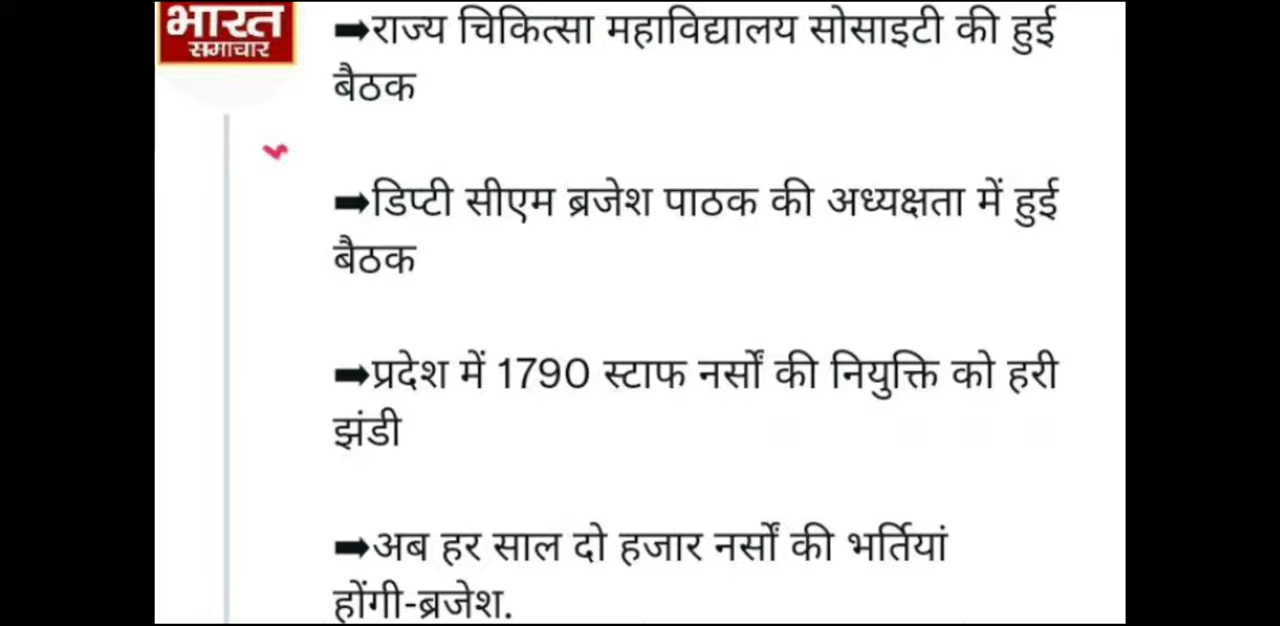 भारत
समाचार
➡राज्य चिकित्सा महाविद्यालय सोसाइटी की हुई
बैठक
➡डिप्टी सीएम ब्रजेश पाठक की अध्यक्षता में हुई
बैठक
➡प्रदेश में 1790 स्टाफ नर्सों की नियुक्ति को हरी
झंडी
➡अब हर साल दो हजार नर्सों की भर्तियां
होंगी-ब्रजेश.